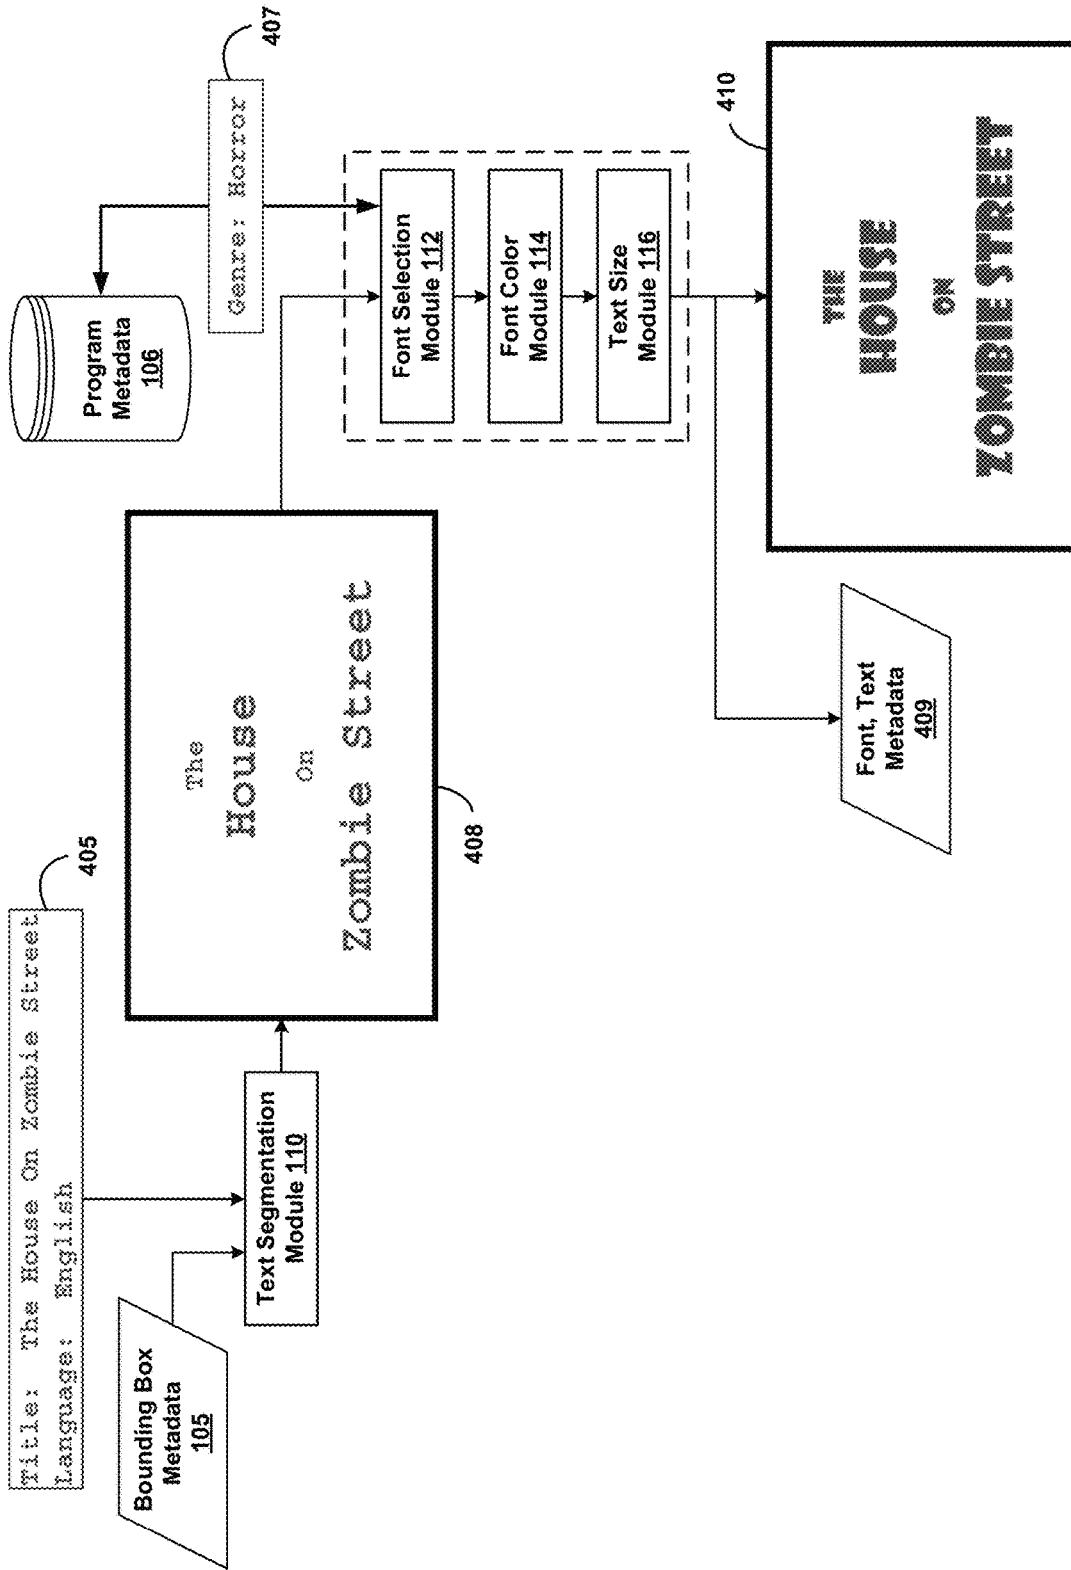 Title: The House On Zombie Street
Language: English
405
Bounding Box
Metadata
105
Text Segmentation
Module 110
The
House
On
Zombie Street
408
Program
Metadata
106
Genre: Horror
407
Font Selection
Module 112
Font Color
Module 114
Text Size
Module 116
Font, Text
Metadata
409
410
THE
HOUSE
ON
ZOMBIE STREET